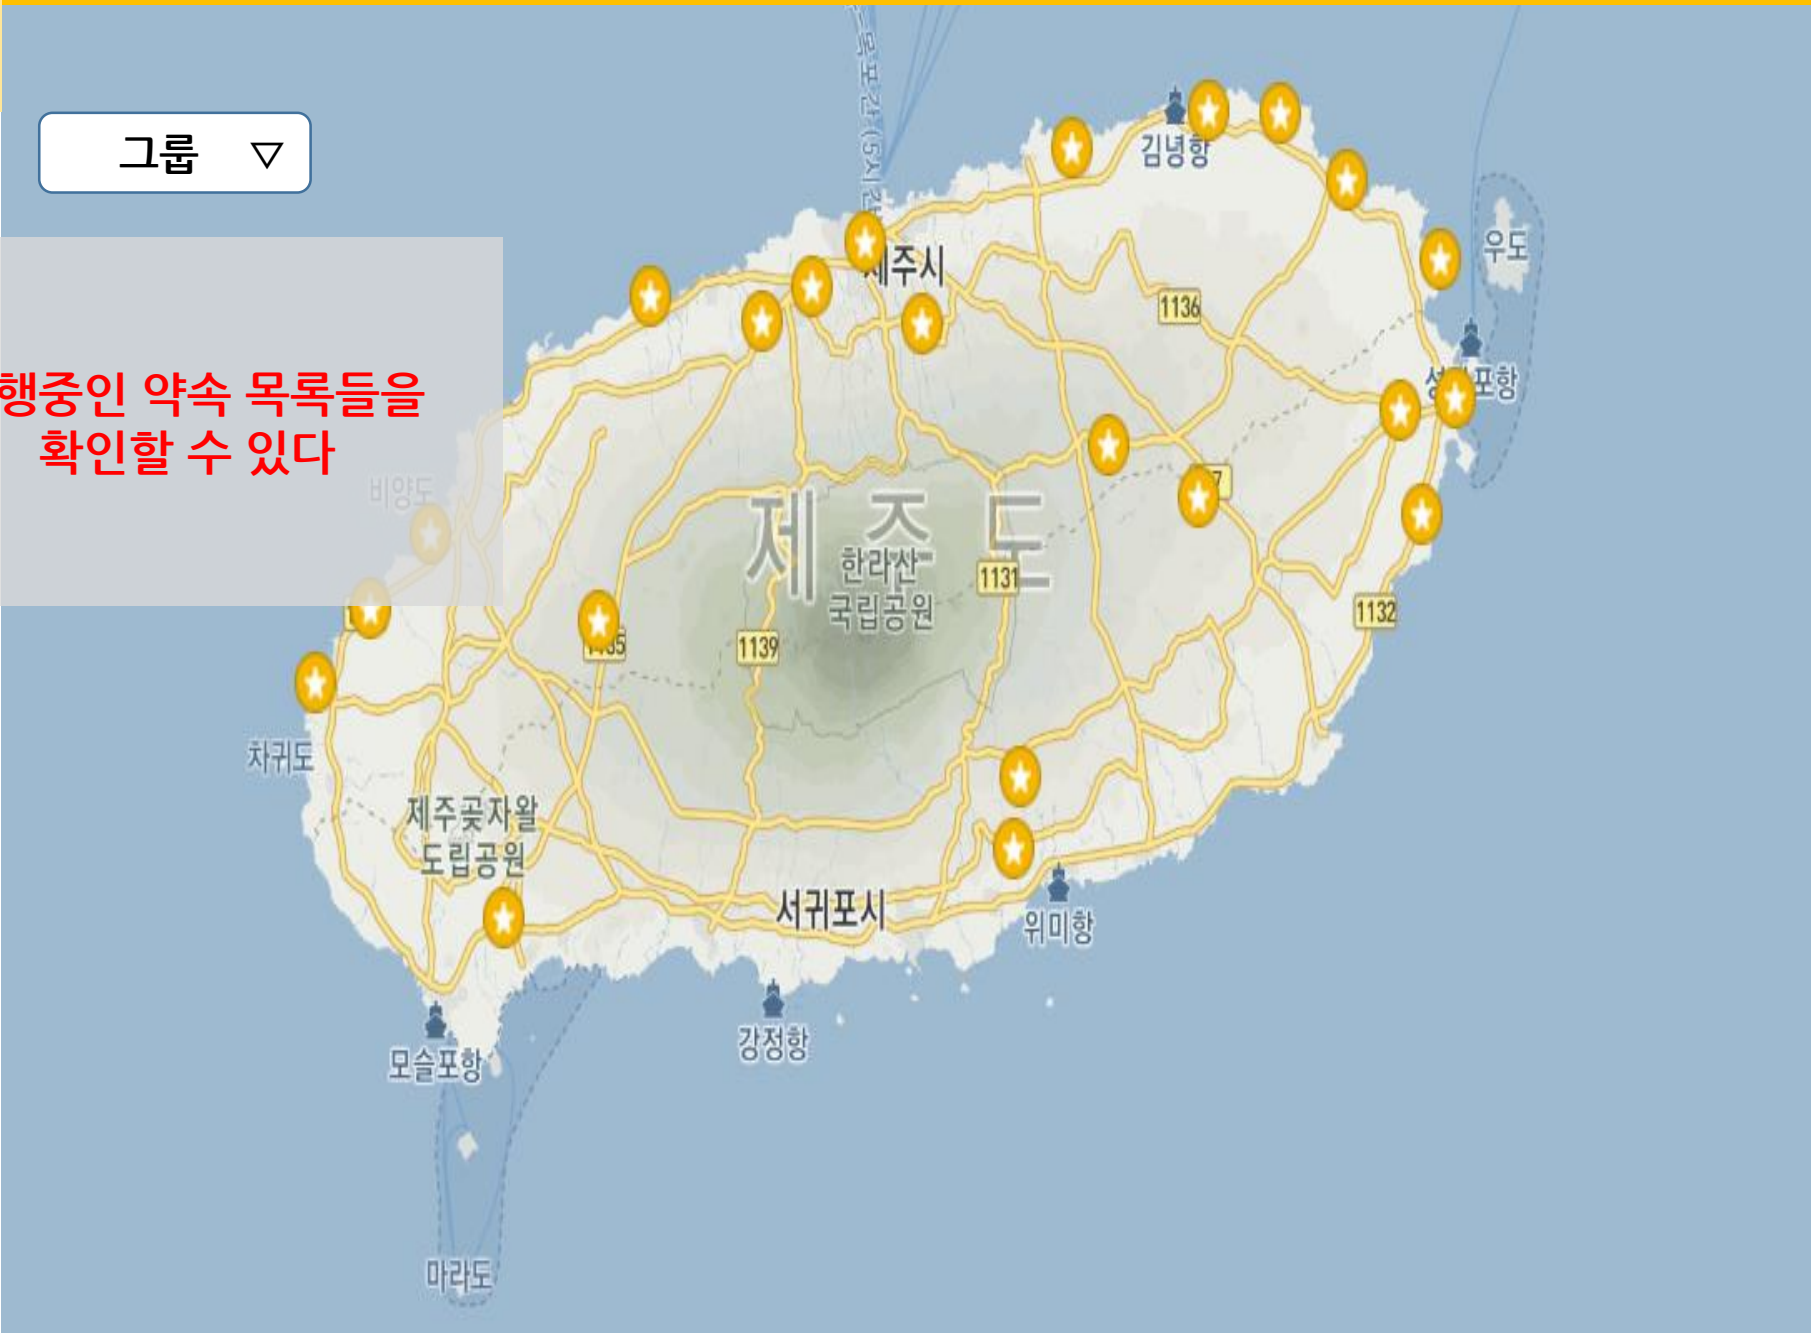 그룹 ▽
김녕항
우도
제주시
1136
행중인 약속 목록들을
확인할 수 있다
비양도
제 주 도
한라산
국립공원
1131
1132
1139
차귀도
제주곶자왈
도립공원
서귀포시
위미항
강정항
모슬포항
마라도